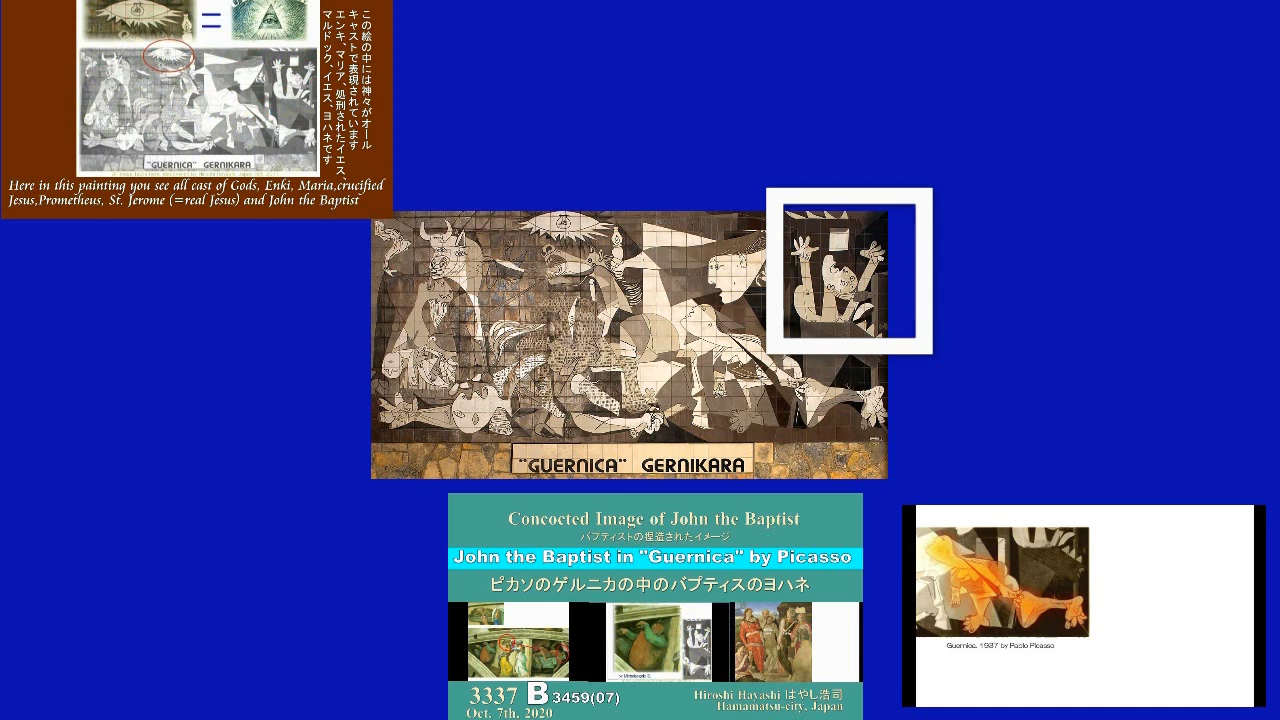 この絵の中には神々がオール
キャストで表現されています
エンキ、マリア、処刑されたイエス、
マルドック、イエス、ヨハネです
"GUERNICA" GERNIKARA
Here in this painting you see all cast of Gods, Enki, Maria,crucified
Jesus,Prometheus, St. Jerome (=real Jesus) and John the Baptist
"GUERNICA" GERNIKARA
Concocted Image of John the Baptist
バプティストの捏造されたイメージ
John the Baptist in "Guernica" by Picasso
ピカソのゲルニカの中のバプティスのヨハネ
by Michelangelo B.
3337 B 3459(07)
Oct. 7th, 2020
Hiroshi Hayashi はやし浩司
Hamamatsu-city, Japan
Guernica, 1937 by Pablo Picasso